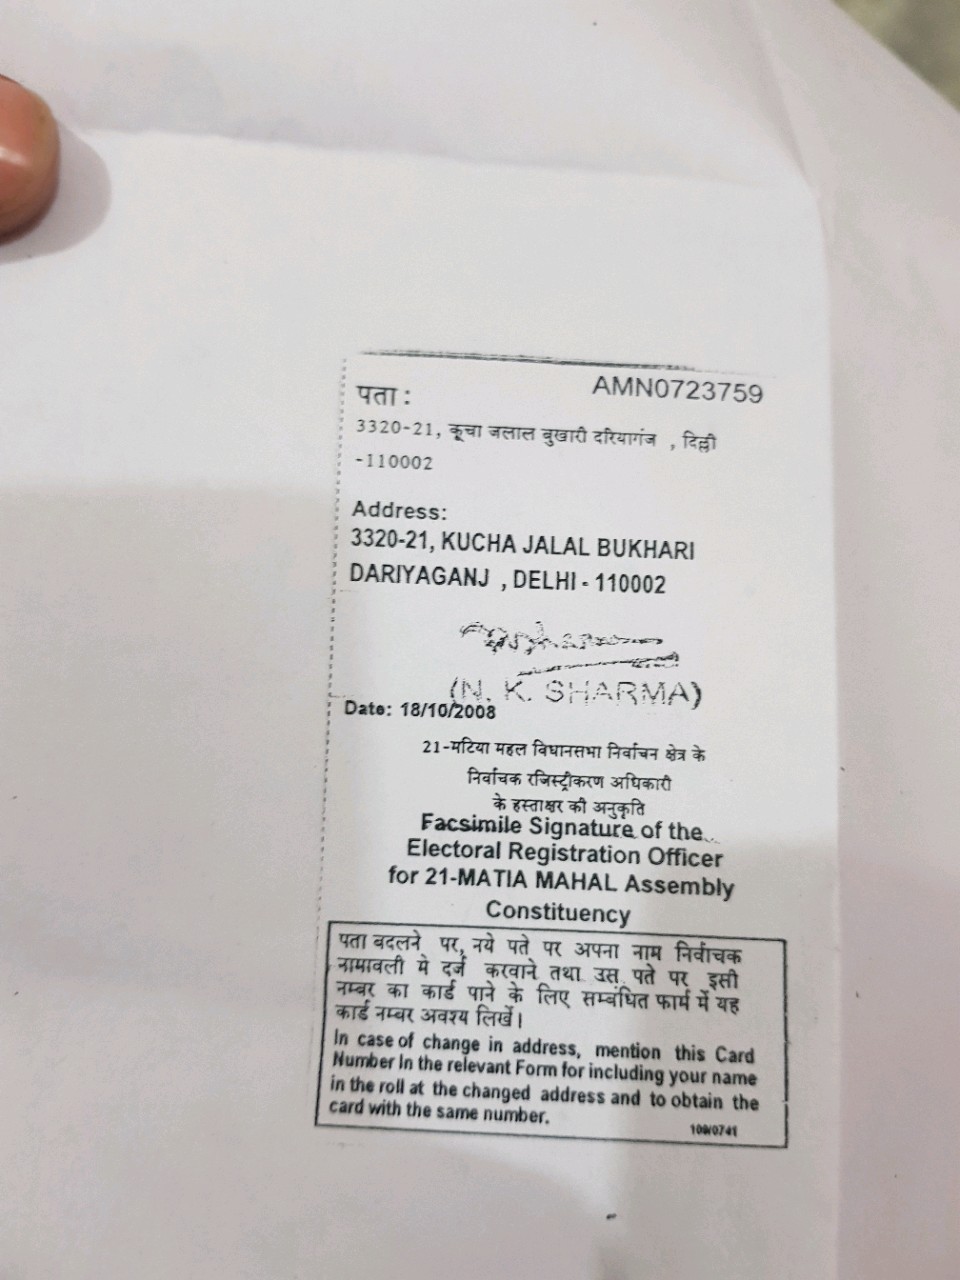 पता :
AMN0723759
3320-21, कूचा जलाल बुखारी दरियागंज , दिल्ली
-110002
Address:
3320-21, KUCHA JALAL BUKHARI
DARIYAGANJ , DELHI - 110002
(N. K. SHARMA)
Date: 18/10/2008
21-मटिया महल विधानसभा निर्वाचन क्षेत्र के
निर्वाचक रजिस्ट्रीकरण अधिकारी
के हस्ताक्षर की अनुकृति
Facsimile Signature of the
Electoral Registration Officer
for 21-MATIA MAHAL Assembly
Constituency
पता बदलने पर, नये पते पर अपना नाम निर्वाचक
नामावली मे दर्ज करवाने तथा उस पते पर इसी
नम्बर का कार्ड पाने के लिए सम्बंधित फार्म में यह
कार्ड नम्बर अवश्य लिखें।
In case of change in address, mention this Card
Number In the relevant Form for including your name
in the roll at the changed address and to obtain the
card with the same number.